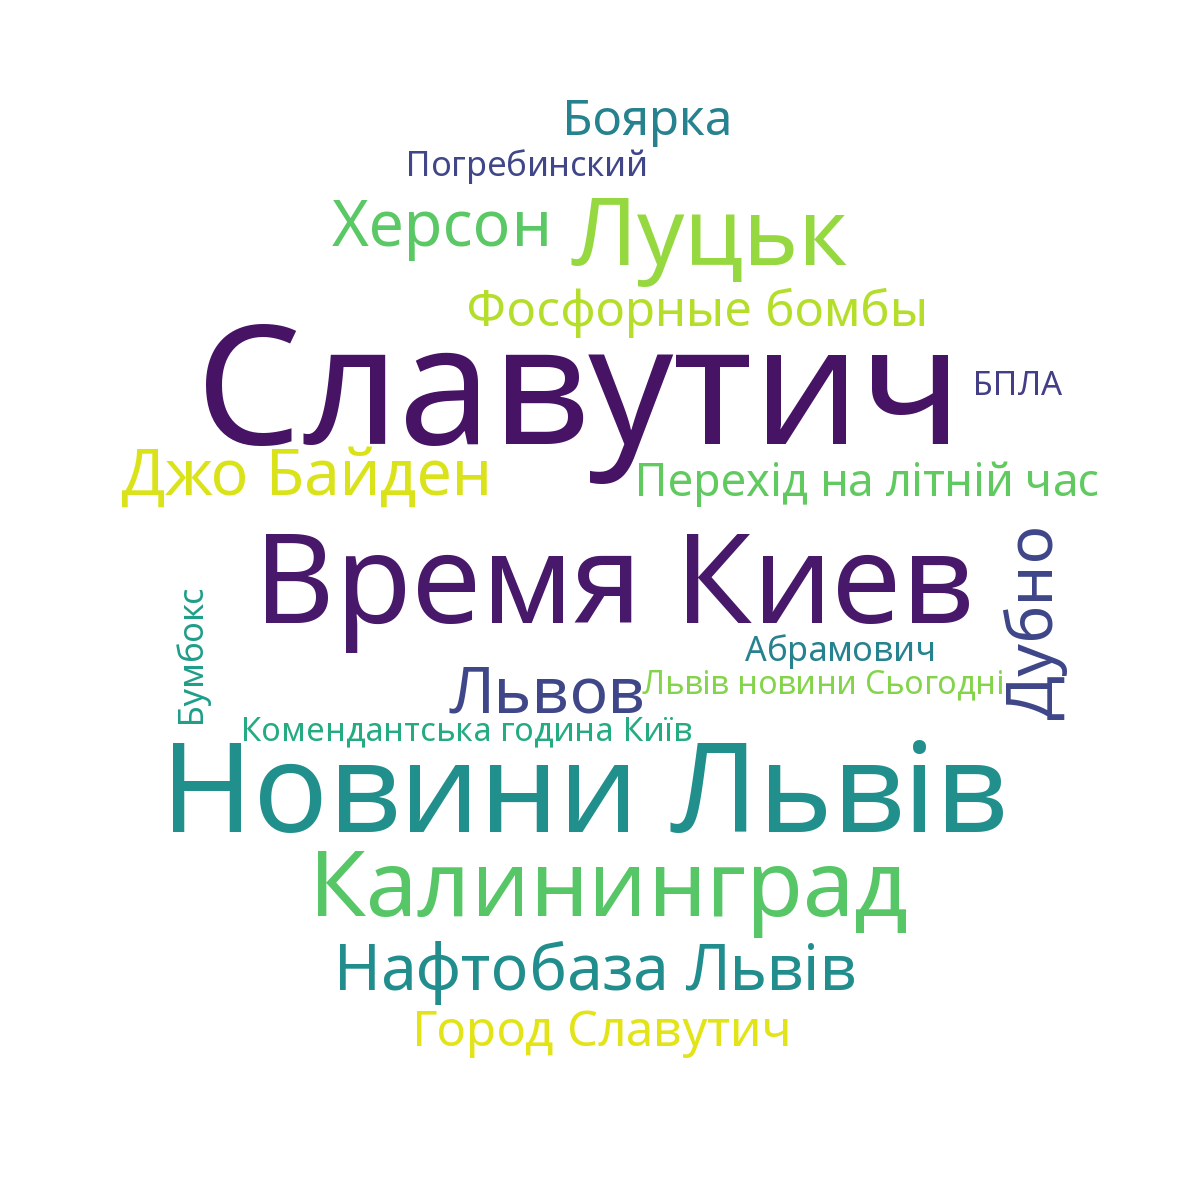 Боярка
Погребинский
Херсон
Луцьк
Фосфорные бомбы
Славутич
БПЛА
Джо Байден
Перехід на літній час
Время Киев
Дубно
Бумбокс
Абрамович
Львов
Львів новини Сьогодні
Комендантська година Київ
Новини Львів
Калининград
Нафтобаза Львів
Город Славутич